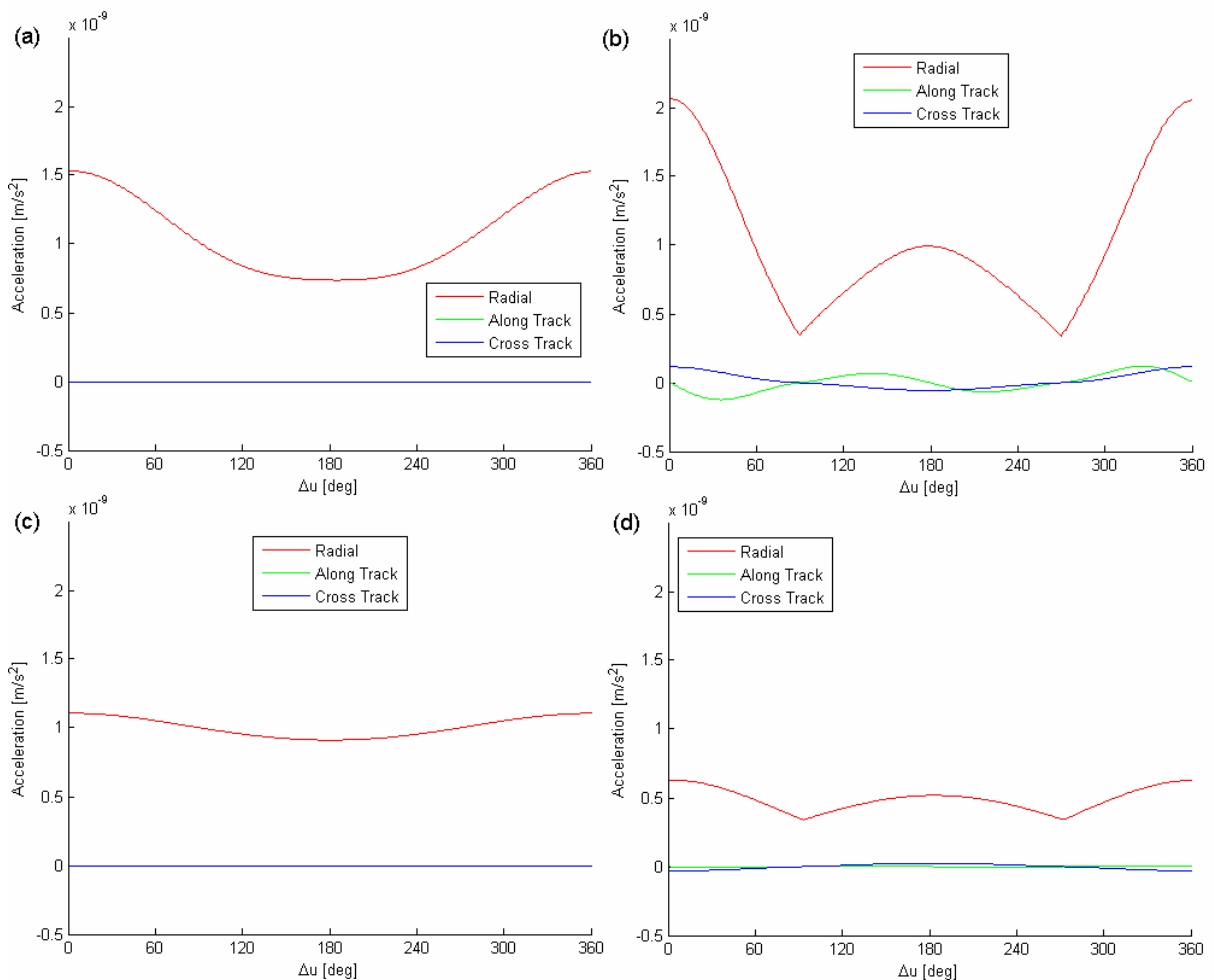 (a)
x 10^-9
Acceleration [m/s^2]
2
1.5
1
0.5
0
-0.5
0 60 120 180 240 300 360
Δu [deg]
Radial
Along Track
Cross Track
(b)
x 10^-9
Acceleration [m/s^2]
2
1.5
1
0.5
0
-0.5
0 60 120 180 240 300 360
Δu [deg]
Radial
Along Track
Cross Track
(c)
x 10^-9
Acceleration [m/s^2]
2
1.5
1
0.5
0
-0.5
0 60 120 180 240 300 360
Δu [deg]
Radial
Along Track
Cross Track
(d)
x 10^-9
Acceleration [m/s^2]
2
1.5
1
0.5
0
-0.5
0 60 120 180 240 300 360
Δu [deg]
Radial
Along Track
Cross Track